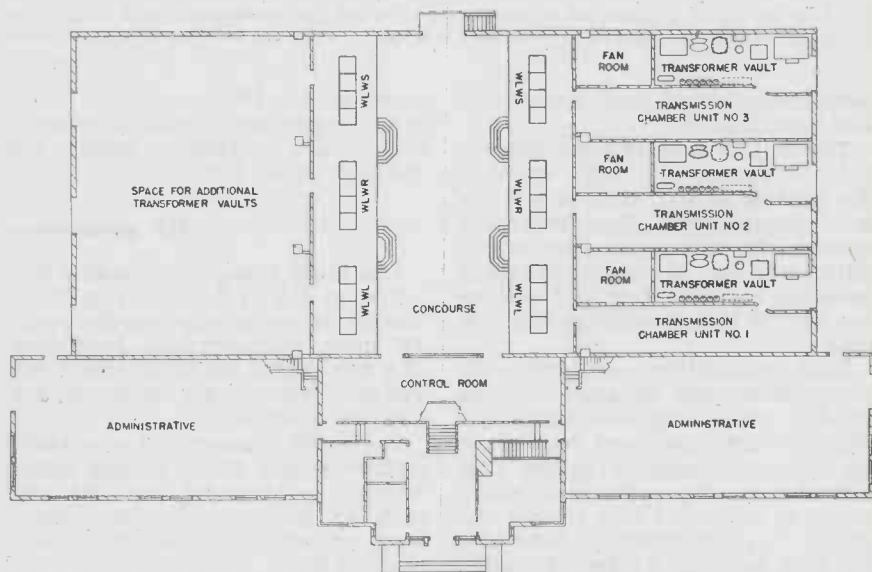 FAN
ROOM
TRANSFORMER VAULT
WLWS
WLWS
TRANSMISSION
CHAMBER UNIT NO 3
FAN
ROOM
TRANSFORMER VAULT
SPACE FOR ADDITIONAL
TRANSFORMER VAULTS
WLWR
WLWR
TRANSMISSION
CHAMBER UNIT NO 2
FAN
ROOM
TRANSFORMER VAULT
WLWL
WLWL
CONCOURSE
TRANSMISSION
CHAMBER UNIT NO. 1
CONTROL ROOM
ADMINISTRATIVE
ADMINISTRATIVE